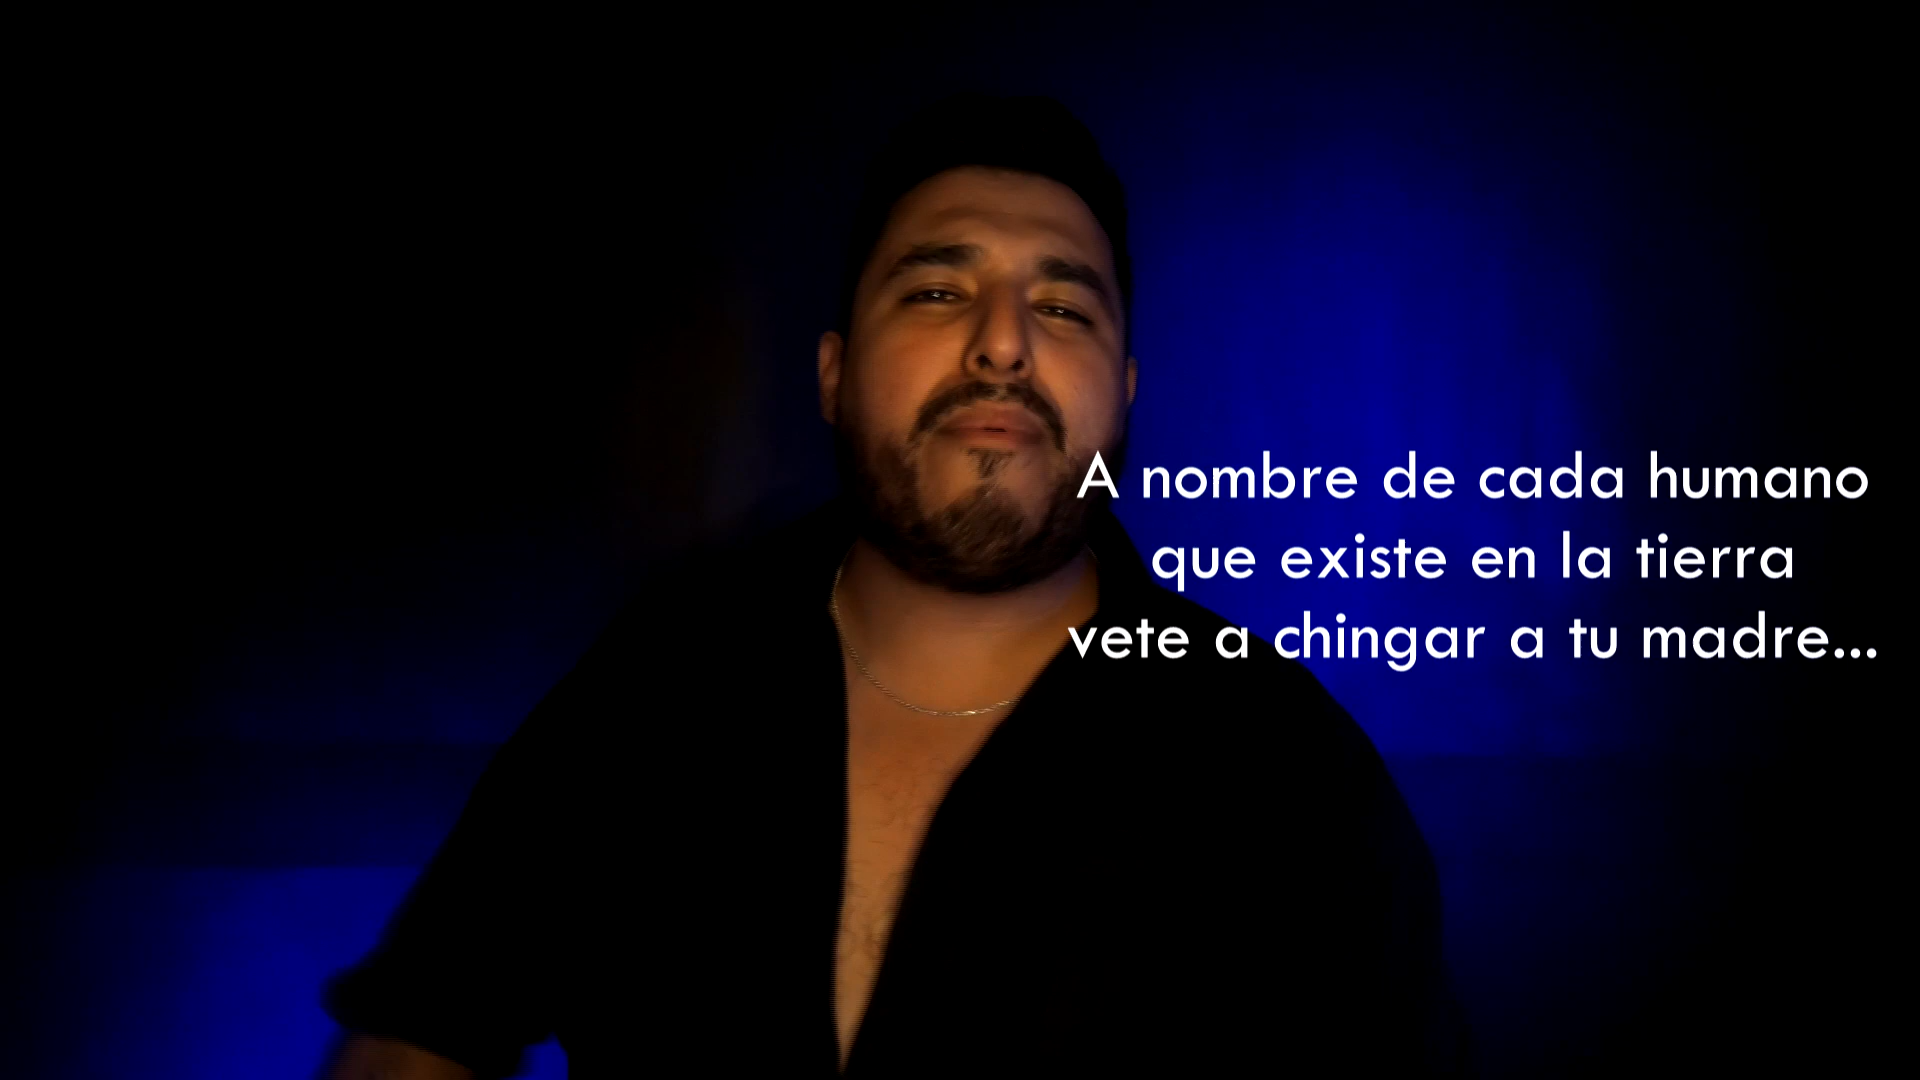 A nombre de cada humano
que existe en la tierra
vete a chingar a tu madre...